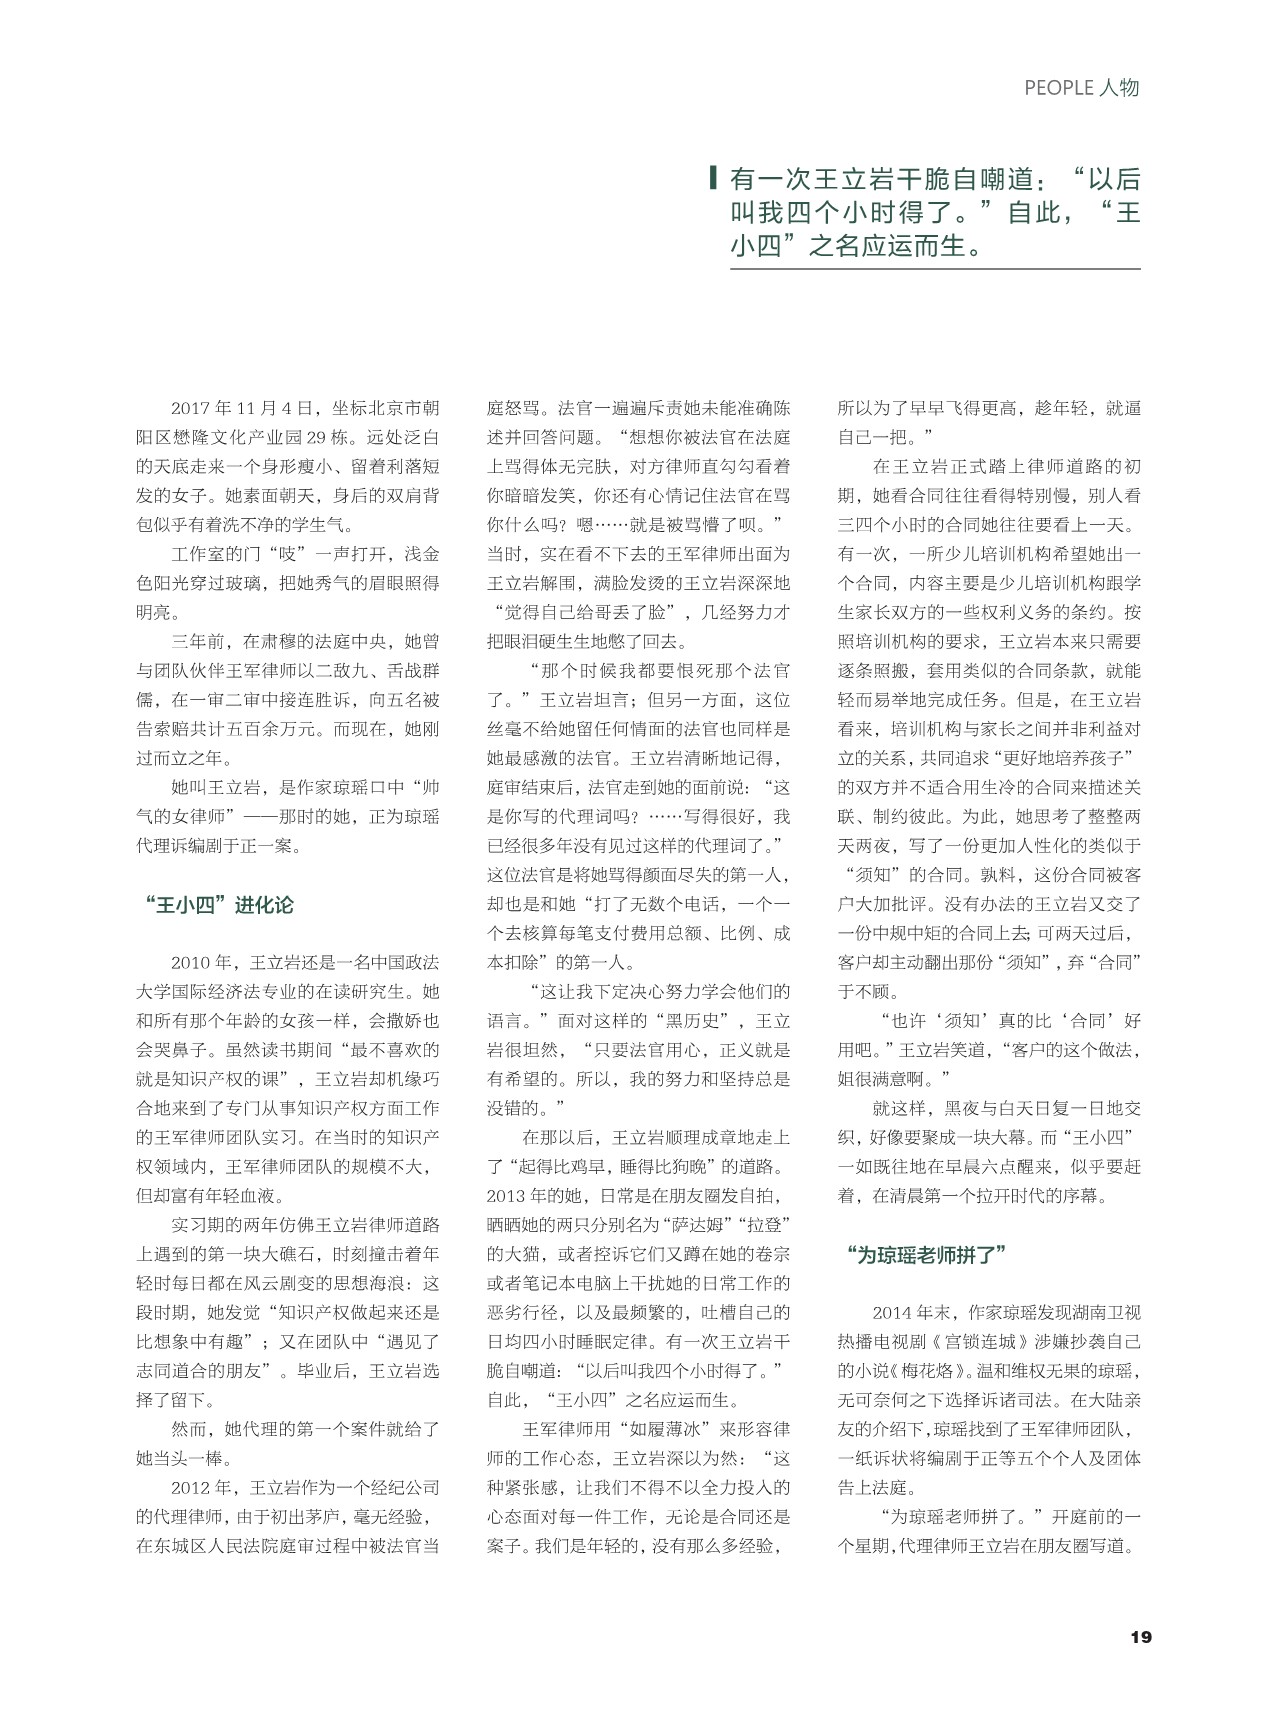 PEOPLE 人物
有一次王立岩干脆自嘲道：“以后
叫我四个小时得了。”自此，“王
小四”之名应运而生。
2017 年 11 月 4 日，坐标北京市朝
阳区懋隆文化产业园 29 栋。远处泛白
的天底走来一个身形瘦小、留着利落短
发的女子。她素面朝天，身后的双肩背
包似乎有着洗不净的学生气。
工作室的门“吱”一声打开，浅金
色阳光穿过玻璃，把她秀气的眉眼照得
明亮。
三年前，在肃穆的法庭中央，她曾
与团队伙伴王军律师以二敌九、舌战群
儒，在一审二审中接连胜诉，向五名被
告索赔共计五百余万元。而现在，她刚
过而立之年。
她叫王立岩，是作家琼瑶口中“帅
气的女律师”——那时的她，正为琼瑶
代理诉编剧于正一案。
“王小四”进化论
2010 年，王立岩还是一名中国政法
大学国际经济法专业的在读研究生。她
和所有那个年龄的女孩一样，会撒娇也
会哭鼻子。虽然读书期间“最不喜欢的
就是知识产权的课”，王立岩却机缘巧
合地来到了专门从事知识产权方面工作
的王军律师团队实习。在当时的知识产
权领域内，王军律师团队的规模不大，
但却富有年轻血液。
实习期的两年仿佛王立岩律师道路
上遇到的第一块大礁石，时刻撞击着年
轻时每日都在风云剧变的思想海浪：这
段时期，她发觉“知识产权做起来还是
比想象中有趣”；又在团队中“遇见了
志同道合的朋友”。毕业后，王立岩选
择了留下。
然而，她代理的第一个案件就给了
她当头一棒。
2012 年，王立岩作为一个经纪公司
的代理律师，由于初出茅庐，毫无经验，
在东城区人民法院庭审过程中被法官当
庭怒骂。法官一遍遍斥责她未能准确陈
述并回答问题。“想想你被法官在法庭
上骂得体无完肤，对方律师直勾勾看着
你暗暗发笑，你还有心情记住法官在骂
你什么吗？嗯……就是被骂懵了呗。”
当时，实在看不下去的王军律师出面为
王立岩解围，满脸发烫的王立岩深深地
“觉得自己给哥丢了脸”，几经努力才
把眼泪硬生生地憋了回去。
“那个时候我都要恨死那个法官
了。”王立岩坦言；但另一方面，这位
丝毫不给她留任何情面的法官也同样是
她最感激的法官。王立岩清晰地记得，
庭审结束后，法官走到她的面前说：“这
是你写的代理词吗？……写得很好，我
已经很多年没有见过这样的代理词了。”
这位法官是将她骂得颜面尽失的第一人，
却也是和她“打了无数个电话，一个一
个去核算每笔支付费用总额、比例、成
本扣除”的第一人。
“这让我下定决心努力学会他们的
语言。”面对这样的“黑历史”，王立
岩很坦然，“只要法官用心，正义就是
有希望的。所以，我的努力和坚持总是
没错的。”
在那以后，王立岩顺理成章地走上
了“起得比鸡早，睡得比狗晚”的道路。
2013 年的她，日常是在朋友圈发自拍，
晒晒她的两只分别名为“萨达姆”“拉登”
的大猫，或者控诉它们又蹲在她的卷宗
或者笔记本电脑上干扰她的日常工作的
恶劣行径，以及最频繁的，吐槽自己的
日均四小时睡眠定律。有一次王立岩干
脆自嘲道：“以后叫我四个小时得了。”
自此，“王小四”之名应运而生。
王军律师用“如履薄冰”来形容律
师的工作心态，王立岩深以为然：“这
种紧张感，让我们不得不以全力投入的
心态面对每一件工作，无论是合同还是
案子。我们是年轻的，没有那么多经验，
所以为了早早飞得更高，趁年轻，就逼
自己一把。”
在王立岩正式踏上律师道路的初
期，她看合同往往看得特别慢，别人看
三四个小时的合同她往往要看上一天。
有一次，一所少儿培训机构希望她出一
个合同，内容主要是少儿培训机构跟学
生家长双方的一些权利义务的条约。按
照培训机构的要求，王立岩本来只需要
逐条照搬，套用类似的合同条款，就能
轻而易举地完成任务。但是，在王立岩
看来，培训机构与家长之间并非利益对
立的关系，共同追求“更好地培养孩子”
的双方并不适合用生冷的合同来描述关
联、制约彼此。为此，她思考了整整两
天两夜，写了一份更加人性化的类似于
“须知”的合同。孰料，这份合同被客
户大加批评。没有办法的王立岩又交了
一份中规中矩的合同上去；可两天过后，
客户却主动翻出那份“须知”，弃“合同”
于不顾。
“也许‘须知’真的比‘合同’好
用吧。”王立岩笑道，“客户的这个做法，
姐很满意啊。”
就这样，黑夜与白天日复一日地交
织，好像要聚成一块大幕。而“王小四”
一如既往地在早晨六点醒来，似乎要赶
着，在清晨第一个拉开时代的序幕。
“为琼瑶老师拼了”
2014 年末，作家琼瑶发现湖南卫视
热播电视剧《宫锁连城》涉嫌抄袭自己
的小说《梅花烙》。温和维权无果的琼瑶，
无可奈何之下选择诉诸司法。在大陆亲
友的介绍下，琼瑶找到了王军律师团队，
一纸诉状将编剧于正等五个个人及团体
告上法庭。
“为琼瑶老师拼了。”开庭前的一
个星期，代理律师王立岩在朋友圈写道。
19